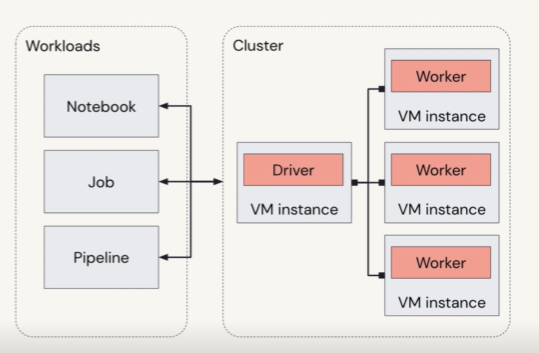 Workloads
Notebook
Job
Pipeline
Cluster
Driver
VM instance
Worker
VM instance
Worker
VM instance
Worker
VM instance